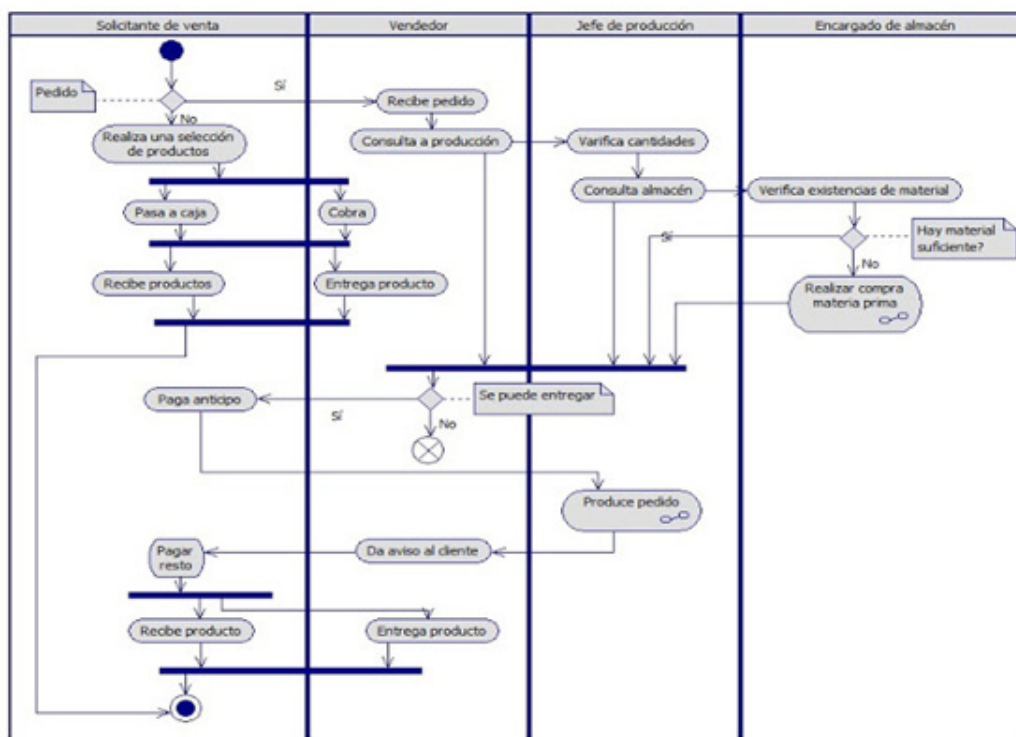 Solicitante de venta
Vendedor
Jefe de producción
Encargado de almacén
Pedido
Sí
No
Recibe pedido
Realiza una selección
de productos
Consulta a producción
Varifica cantidades
Consulta almacén
Verifica existencias de material
Pasa a caja
Cobra
Sí
Hay material
suficiente?
No
Recibe productos
Entrega producto
Realizar compra
materia prima
Paga anticipo
Sí
Se puede entregar
No
Produce pedido
Pagar
resto
Da aviso al cliente
Recibe producto
Entrega producto